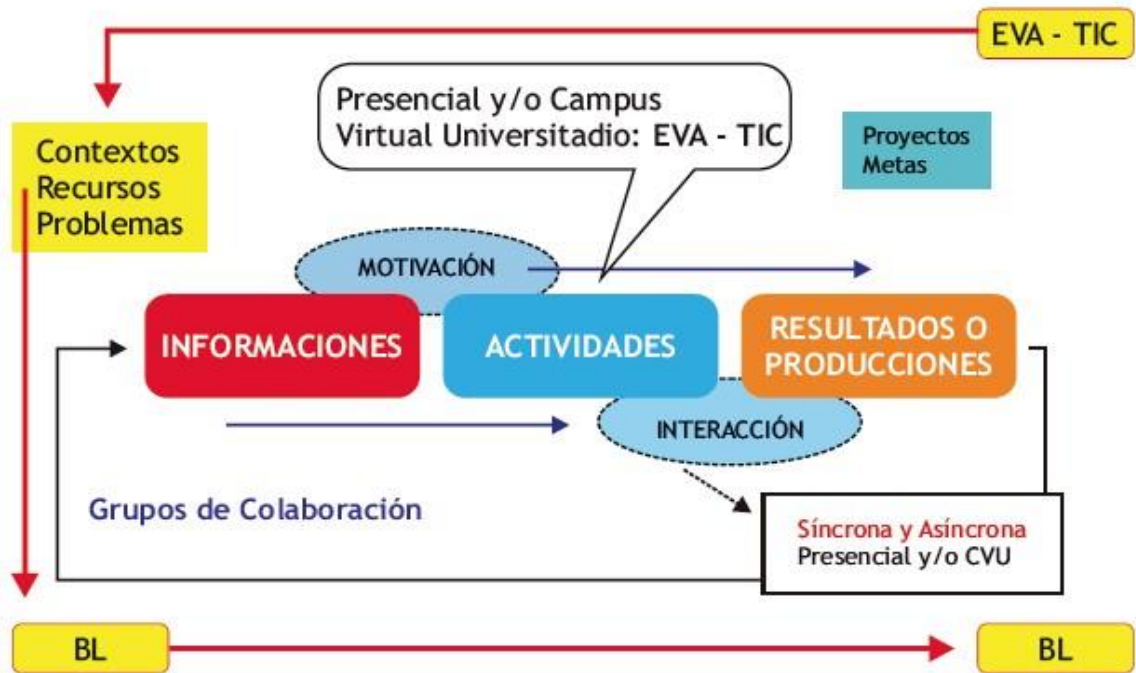 EVA - TIC
Presencial y/o Campus
Virtual Universitadio: EVA - TIC
Contextos
Recursos
Problemas
Proyectos
Metas
MOTIVACIÓN
INFORMACIONES
ACTIVIDADES
RESULTADOS O
PRODUCCIONES
INTERACCIÓN
Grupos de Colaboración
Síncrona y Asíncrona
Presencial y/o CVU
BL
BL